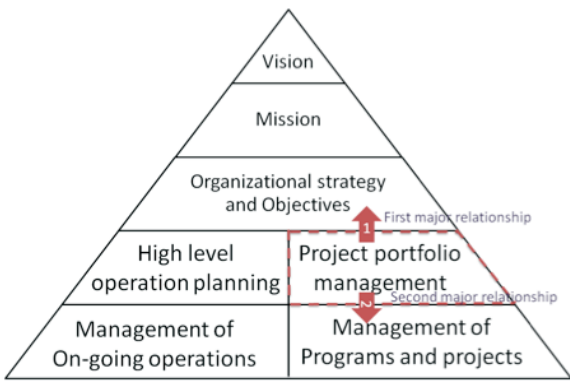 Vision
Mission
Organizational strategy
and Objectives
1
First major relationship
High level
operation planning
Project portfolio
management
2
Second major relationship
Management of
On-going operations
Management of
Programs and projects